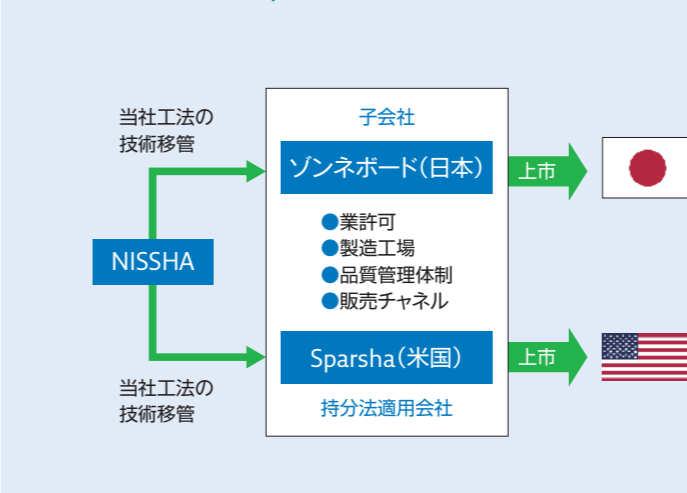 当社工法の
技術移管
NISSHA
当社工法の
技術移管
子会社
ゾンネボード(日本)
●業許可
●製造工場
●品質管理体制
●販売チャネル
Sparsha(米国)
持分法適用会社
上市
上市